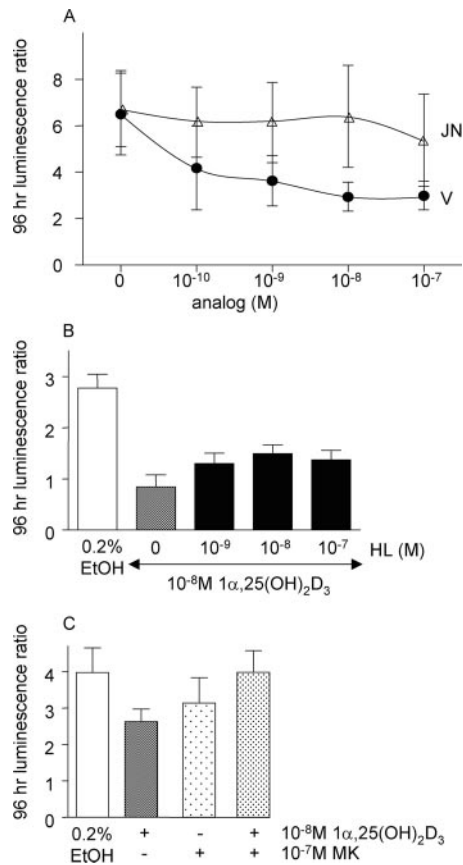 A
96 hr luminescence ratio
8
6
4
2
0
JN
V
0 10⁻¹⁰ 10⁻⁹ 10⁻⁸ 10⁻⁷
analog (M)
B
96 hr luminescence ratio
3
2
1
0
0.2% 0 10⁻⁹ 10⁻⁸ 10⁻⁷ HL (M)
EtOH
10⁻⁸M 1α,25(OH)₂D₃
C
96 hr luminescence ratio
4
3
2
1
0
0.2% + - + 10⁻⁸M 1α,25(OH)₂D₃
EtOH - + + 10⁻⁷M MK